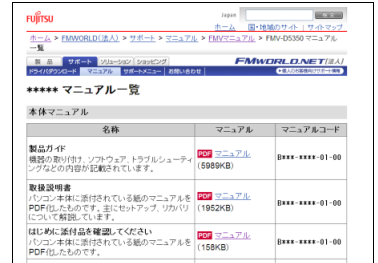 FUJITSU
Japan
検索
ホーム 国・地域のサイト | サイトマップ
ホーム > FMWORLD(法人) > サポート > マニュアル > FMVマニュアル > FMV-D5350 マニュアル
一覧
製品 サポート ソリューション ショッピング FMWORLD.NET[法人]
ドライバダウンロード マニュアル サポートメニュー お問い合わせ 個人のお客様向けサポート情報
***** マニュアル一覧
本体マニュアル
名称 マニュアル マニュアルコード
製品ガイド
機器の取り付け、ソフトウェア、トラブルシューティ
ングなどの内容が記載されています。
PDF マニュアル
(5989KB)
B***-****-01-00
取扱説明書
パソコン本体に添付されている紙のマニュアルを
PDF化したものです。主にセットアップ、リカバリ
について解説しています。
PDF マニュアル
(1952KB)
B***-****-01-00
はじめに添付品を確認してください
パソコン本体に添付されている紙のマニュアルを
PDF化したものです。
PDF マニュアル
(158KB)
B***-****-01-00